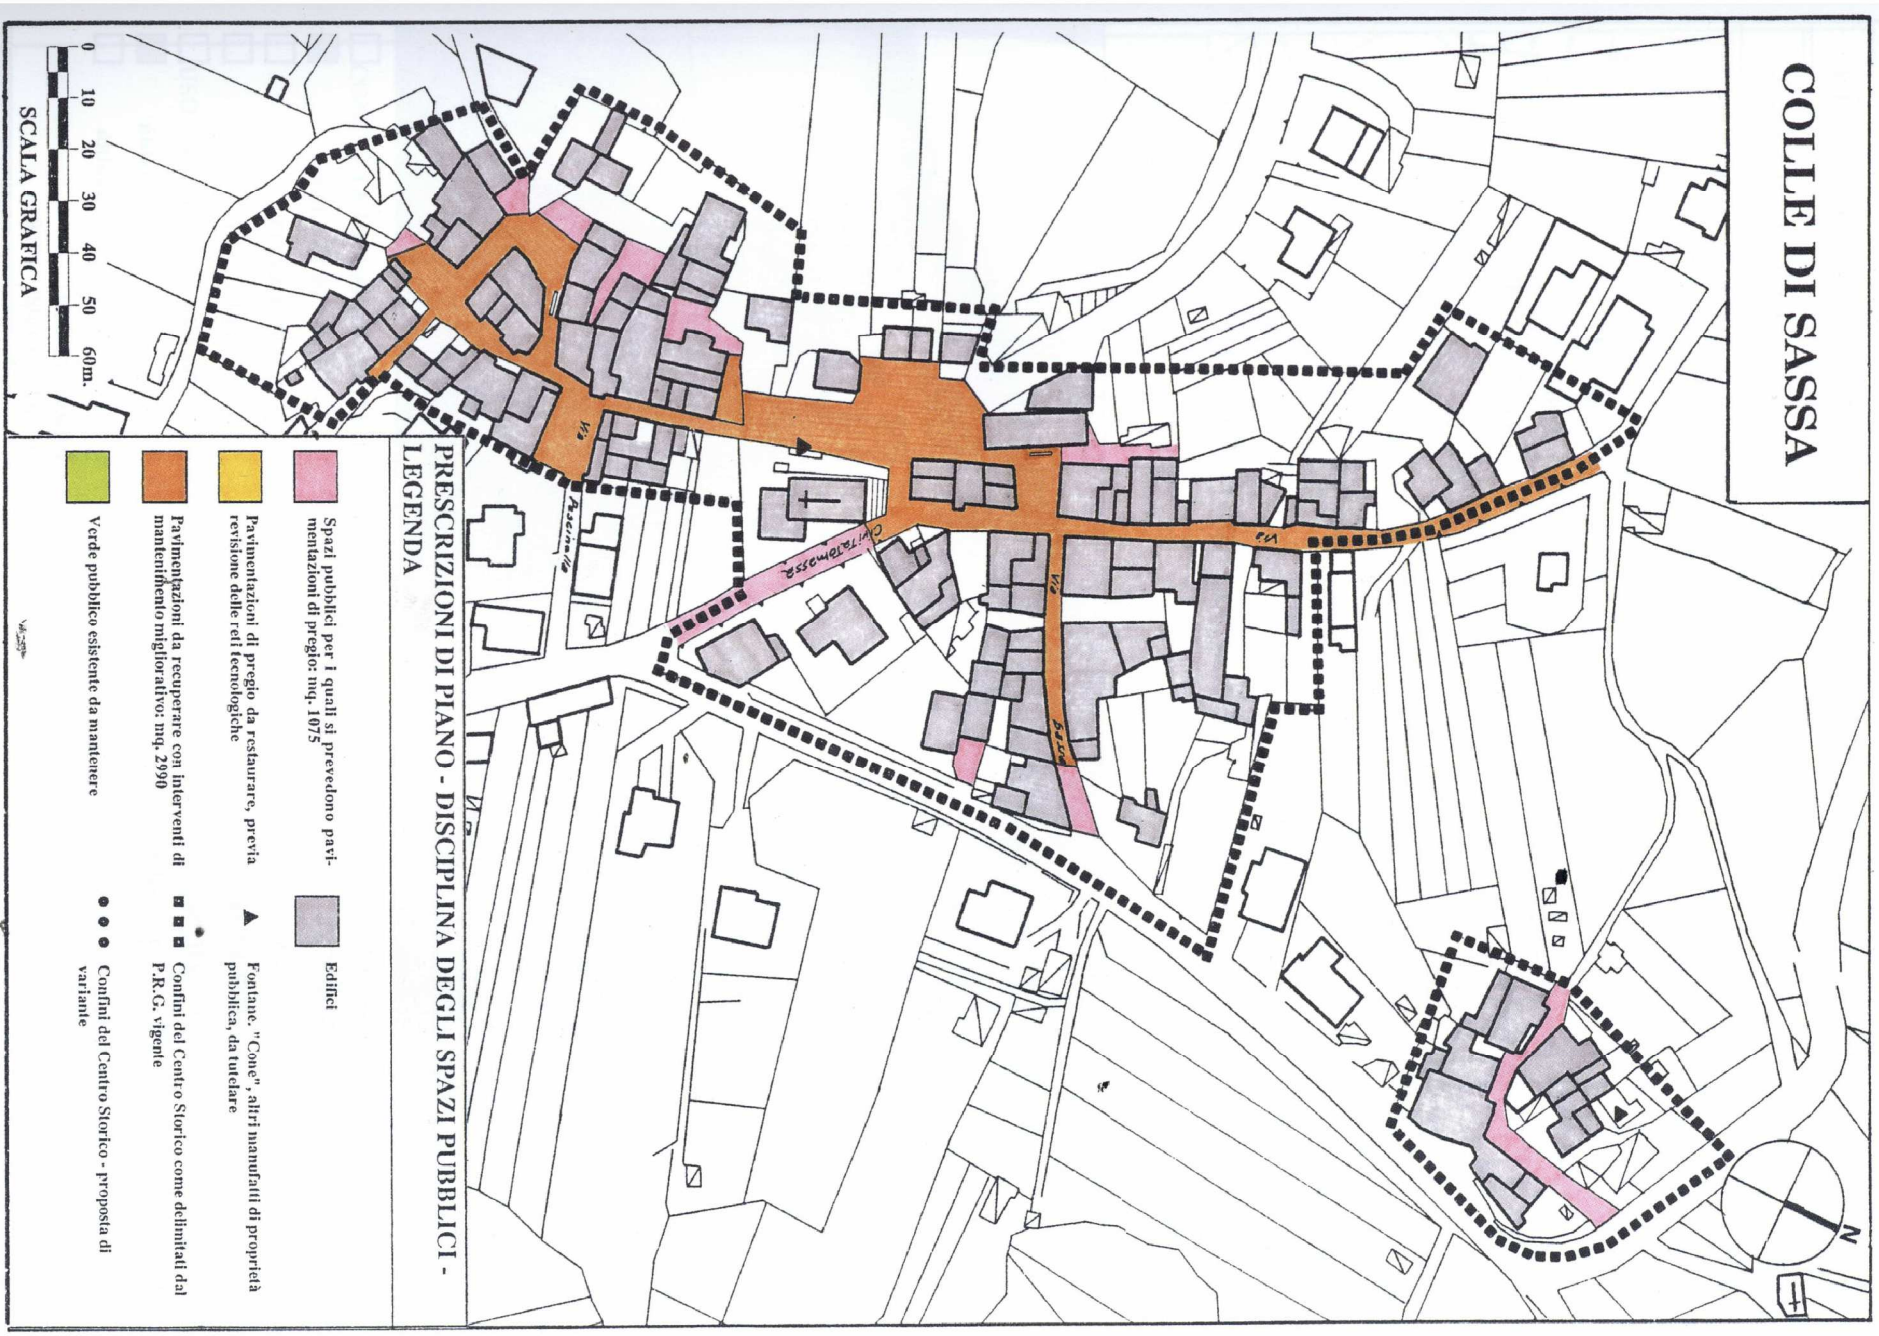 COLLE DI SASSA
N
Via
Via
Bassa
Civitatomassa
Via
Pascinella
0 10 20 30 40 50 60m.
SCALA GRAFICA
PRESCRIZIONI DI PIANO - DISCIPLINA DEGLI SPAZI PUBBLICI -
LEGENDA
Spazi pubblici per i quali si prevedono pavi-
mentazioni di pregio: mq. 1075
Pavimentazioni di pregio da restaurare, previa
revisione delle reti tecnologiche
Pavimentazioni da recuperare con interventi di
mantenimento migliorativo: mq. 2990
Verde pubblico esistente da mantenere
Edifici
Fontane. "Cone", altri manufatti di proprietà
pubblica, da tutelare
Confini del Centro Storico come delimitati dal
P.R.G. vigente
Confini del Centro Storico - proposta di
variante